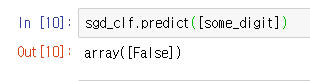 In [10]: sgd_clf.predict([some_digit])
Out[10]: array([False])